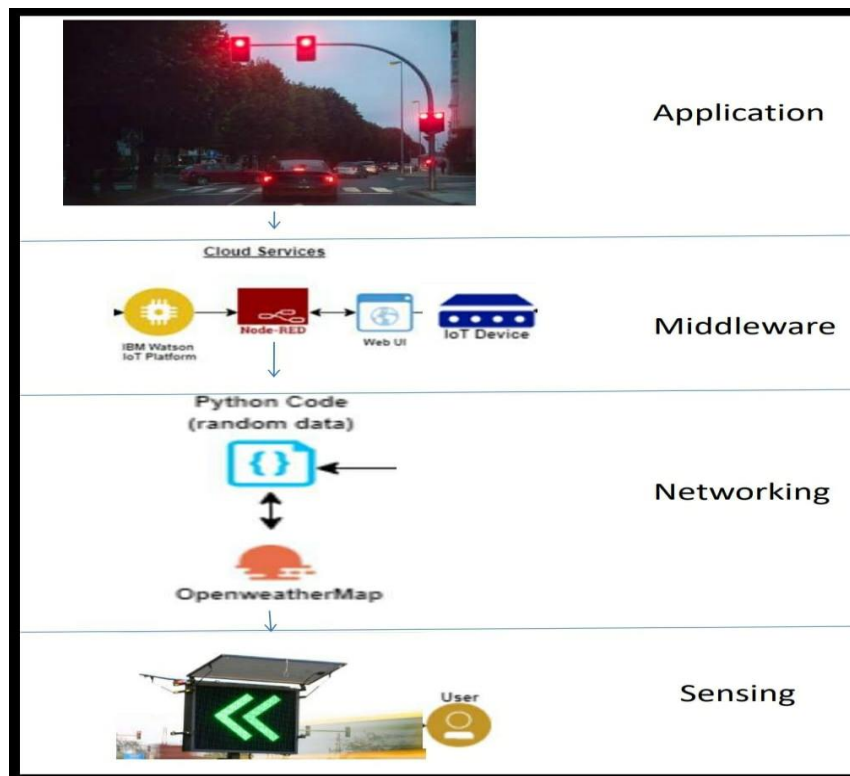 Application
Cloud Services
IBM Watson
IoT Platform
Node-RED
Web UI
IoT Device
Middleware
Python Code
(random data)
{}
Networking
OpenweatherMap
User
Sensing